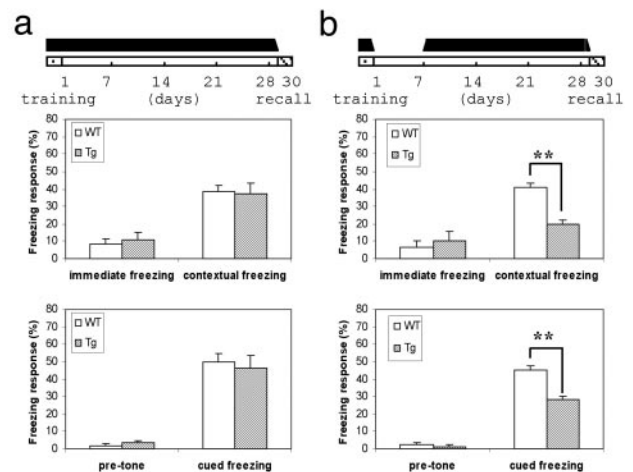 a
1 7 14 21 28 30
training (days) recall
Freezing response (%)
80
70
60
50
40
30
20
10
0
WT
Tg
immediate freezing contextual freezing
Freezing response (%)
80
70
60
50
40
30
20
10
0
WT
Tg
pre-tone cued freezing
b
1 7 14 21 28 30
training (days) recall
Freezing response (%)
80
70
60
50
40
30
20
10
0
WT
Tg
**
immediate freezing contextual freezing
Freezing response (%)
80
70
60
50
40
30
20
10
0
WT
Tg
**
pre-tone cued freezing